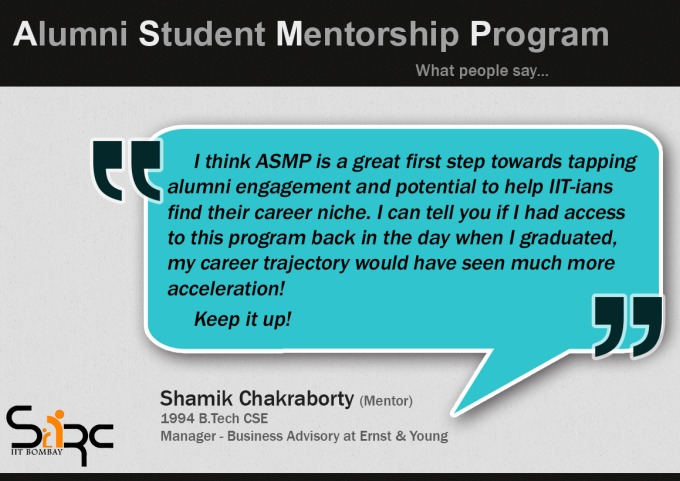 Alumni Student Mentorship Program
What people say...
I think ASMP is a great first step towards tapping
alumni engagement and potential to help IIT-ians
find their career niche. I can tell you if I had access
to this program back in the day when I graduated,
my career trajectory would have seen much more
acceleration!
Keep it up!
Shamik Chakraborty (Mentor)
1994 B.Tech CSE
Manager - Business Advisory at Ernst & Young
SARC
IIT BOMBAY